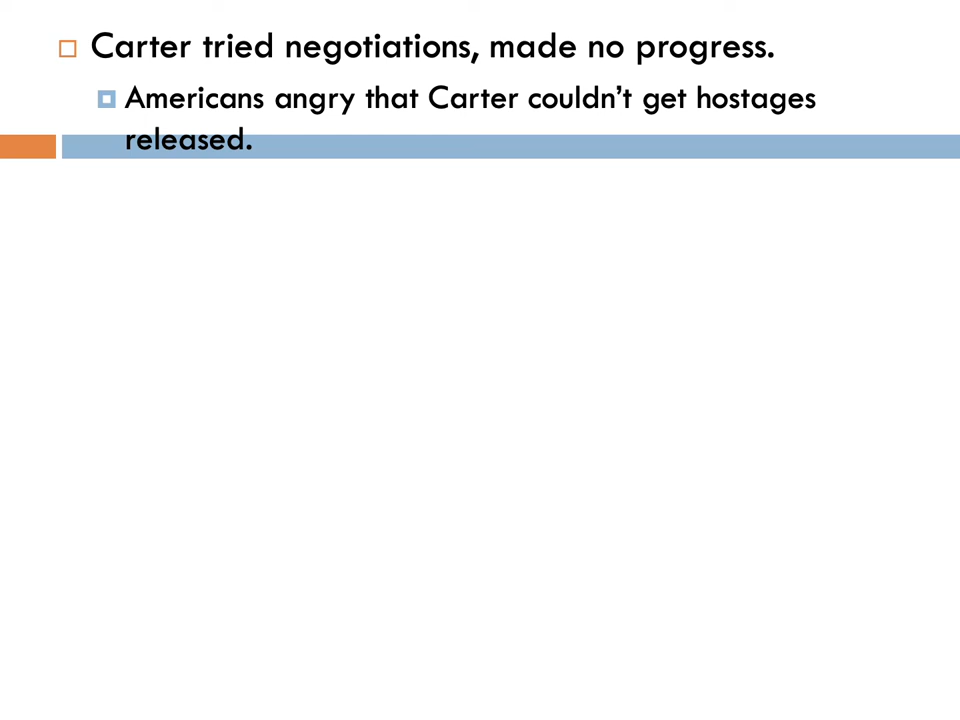 Carter tried negotiations, made no progress.
Americans angry that Carter couldn’t get hostages
released.